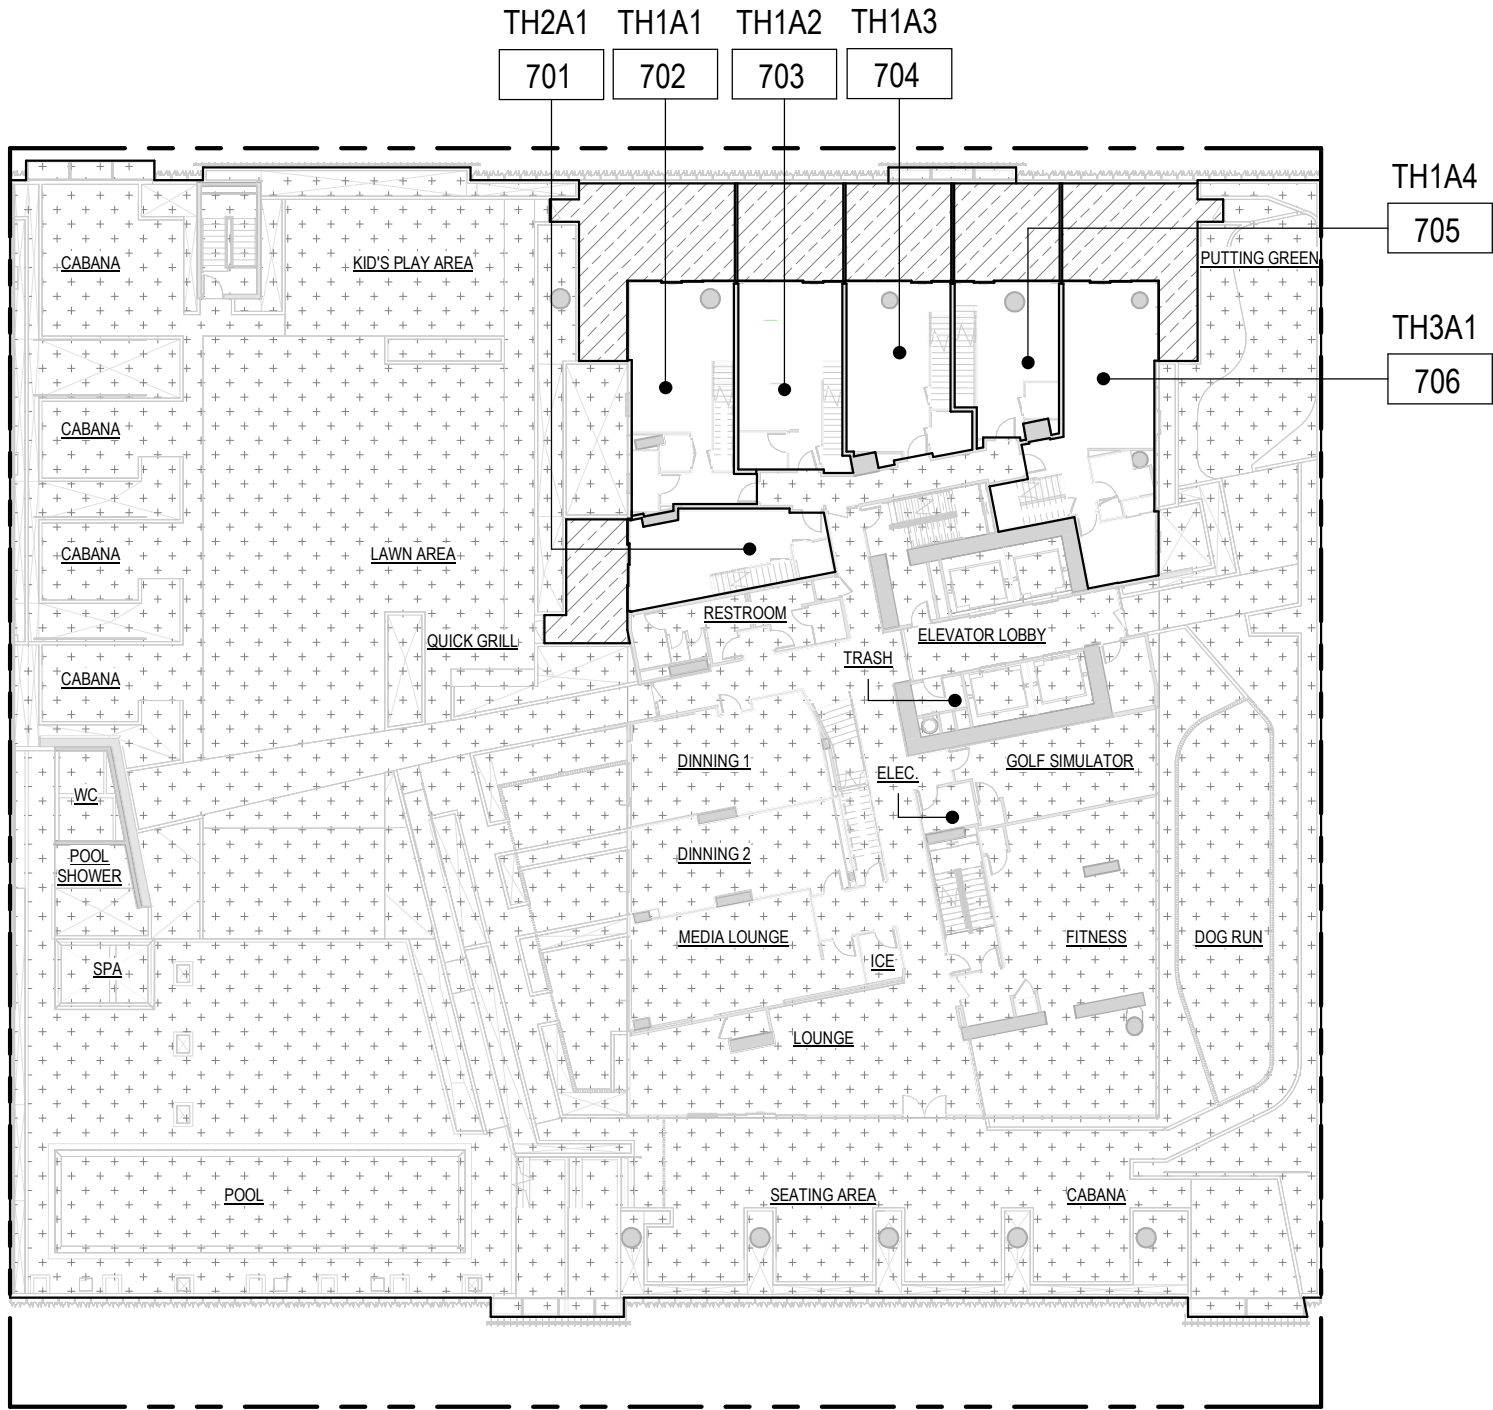 TH2A1 TH1A1 TH1A2 TH1A3
701 702 703 704
TH1A4
705
PUTTING GREEN
CABANA KID'S PLAY AREA
TH3A1
706
CABANA
CABANA LAWN AREA
RESTROOM
ELEVATOR LOBBY
QUICK GRILL
TRASH
CABANA
DINNING 1 GOLF SIMULATOR
ELEC.
WC
DINNING 2
POOL
SHOWER
MEDIA LOUNGE FITNESS DOG RUN
ICE
SPA
LOUNGE
POOL SEATING AREA CABANA